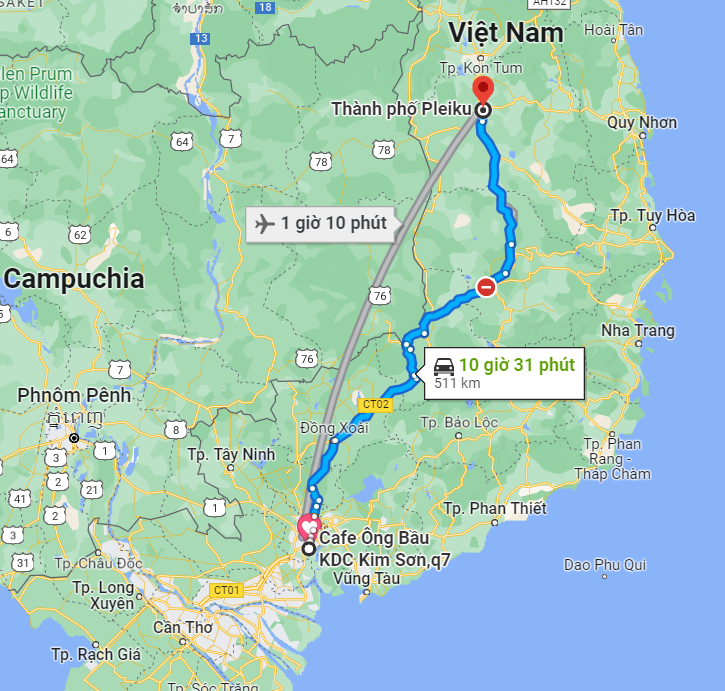 SAKET
ຈຳປາສັກ
18
AH132
Việt Nam
Hoài Ân
13
Tp. Kon Tum
len Prum
p Wildlife
anctuary
Thành phố Pleiku
Quy Nhơn
64
7
64
78
78
1 giờ 10 phút
Tp. Tuy Hòa
6
62
Campuchia
76
5
Nha Trang
76
10 giờ 31 phút
511 km
7
Phnôm Pênh
ភ្នំពេញ
CT02
Đồng Xoài
Tp. Bảo Lộc
8
3
1
Tp. Tây Ninh
Tp. Phan
Rang -
Tháp Chàm
2
21
41
1
2
Tp. Phan Thiết
3
Cafe Ông Bầu
KDC Kim Sơn,q7
31
Tp. Châu Đốc
Dao Phu Qui
Vũng Tàu
Tp. Long
Xuyên
CT01
Cần Thơ
Tp. Rạch Giá
Tp. Sóc Trăng